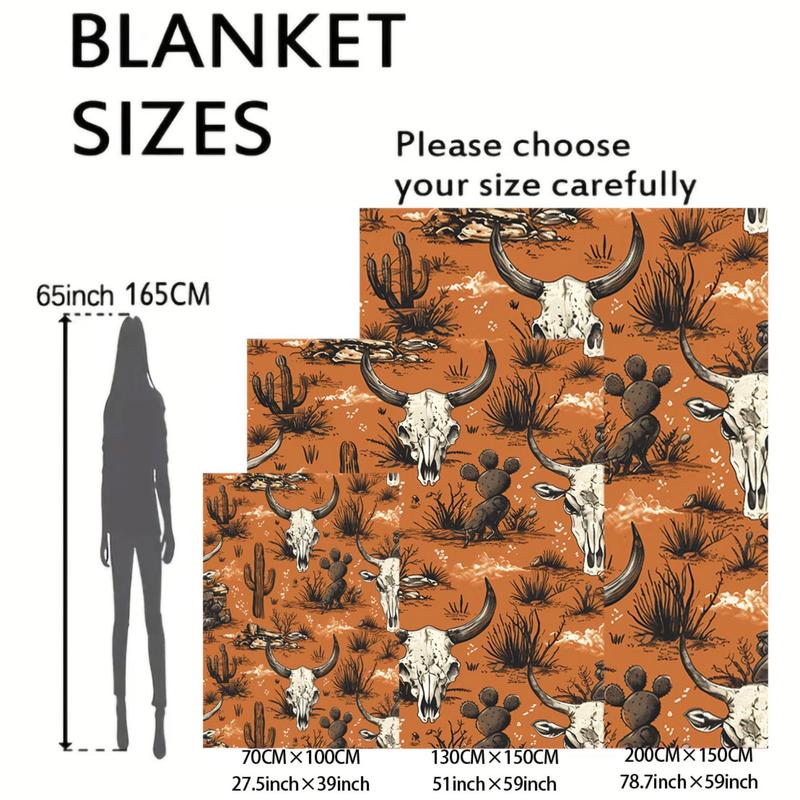 BLANKET
SIZES
Please choose
your size carefully
65inch 165CM
70CM×100CM
27.5inch×39inch
130CM×150CM
51inch×59inch
200CM×150CM
78.7inch×59inch